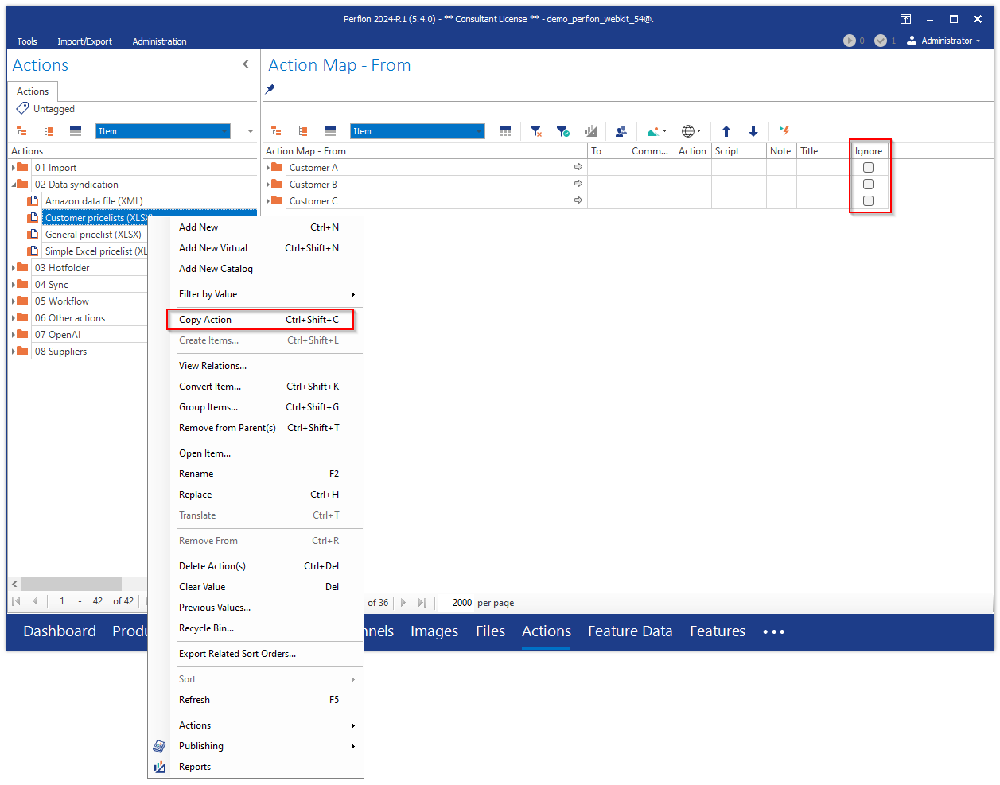 Perfion 2024-R1 (5.4.0) - ** Consultant License ** - demo_perfion_webkit_54@.
Tools Import/Export Administration
0 1 Administrator
Actions
Action Map - From
Actions
Untagged
Item
Item
Actions
Action Map - From To Comm... Action Script Note Title Ignore
01 Import
02 Data syndication
Amazon data file (XML)
Customer pricelists (XLSX
General pricelist (XLSX)
Simple Excel pricelist (XL
03 Hotfolder
04 Sync
05 Workflow
06 Other actions
07 OpenAI
08 Suppliers
Customer A
Customer B
Customer C
Add New Ctrl+N
Add New Virtual Ctrl+Shift+N
Add New Catalog
Filter by Value
Copy Action Ctrl+Shift+C
Create Items... Ctrl+Shift+L
View Relations...
Convert Item... Ctrl+Shift+K
Group Items... Ctrl+Shift+G
Remove from Parent(s) Ctrl+Shift+T
Open Item...
Rename F2
Replace Ctrl+H
Translate Ctrl+T
Remove From Ctrl+R
Delete Action(s) Ctrl+Del
Clear Value Del
Previous Values...
Recycle Bin...
Export Related Sort Orders...
Sort
Refresh F5
Actions
Publishing
Reports
1 - 42 of 42
of 36 2000 per page
Dashboard Produ nnels Images Files Actions Feature Data Features •••